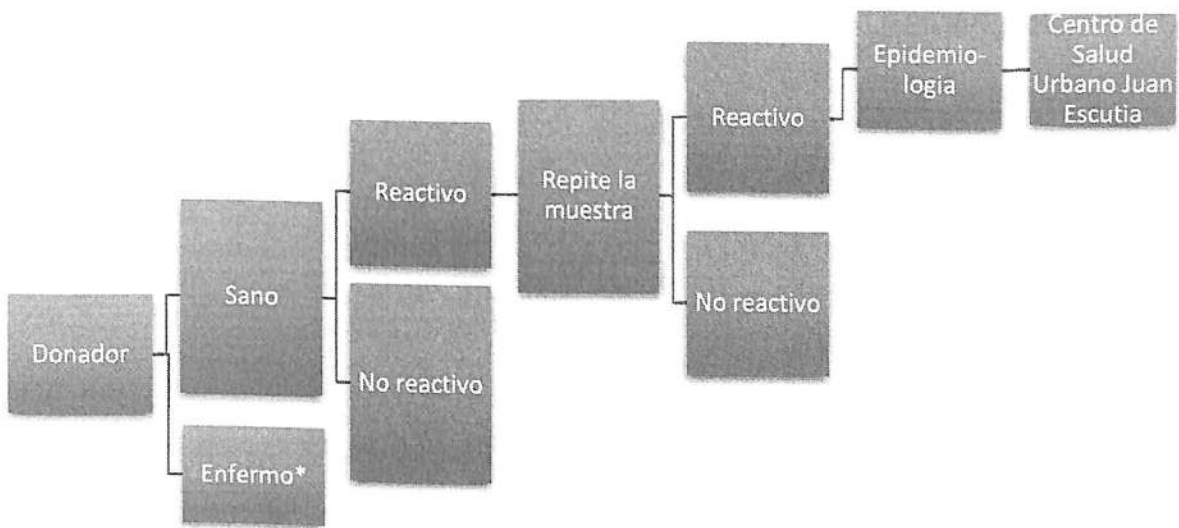 Donador
Sano
Enfermo*
Reactivo
No reactivo
Repite la
muestra
Reactivo
No reactivo
Epidemio-
logia
Centro de
Salud
Urbano Juan
Escutia